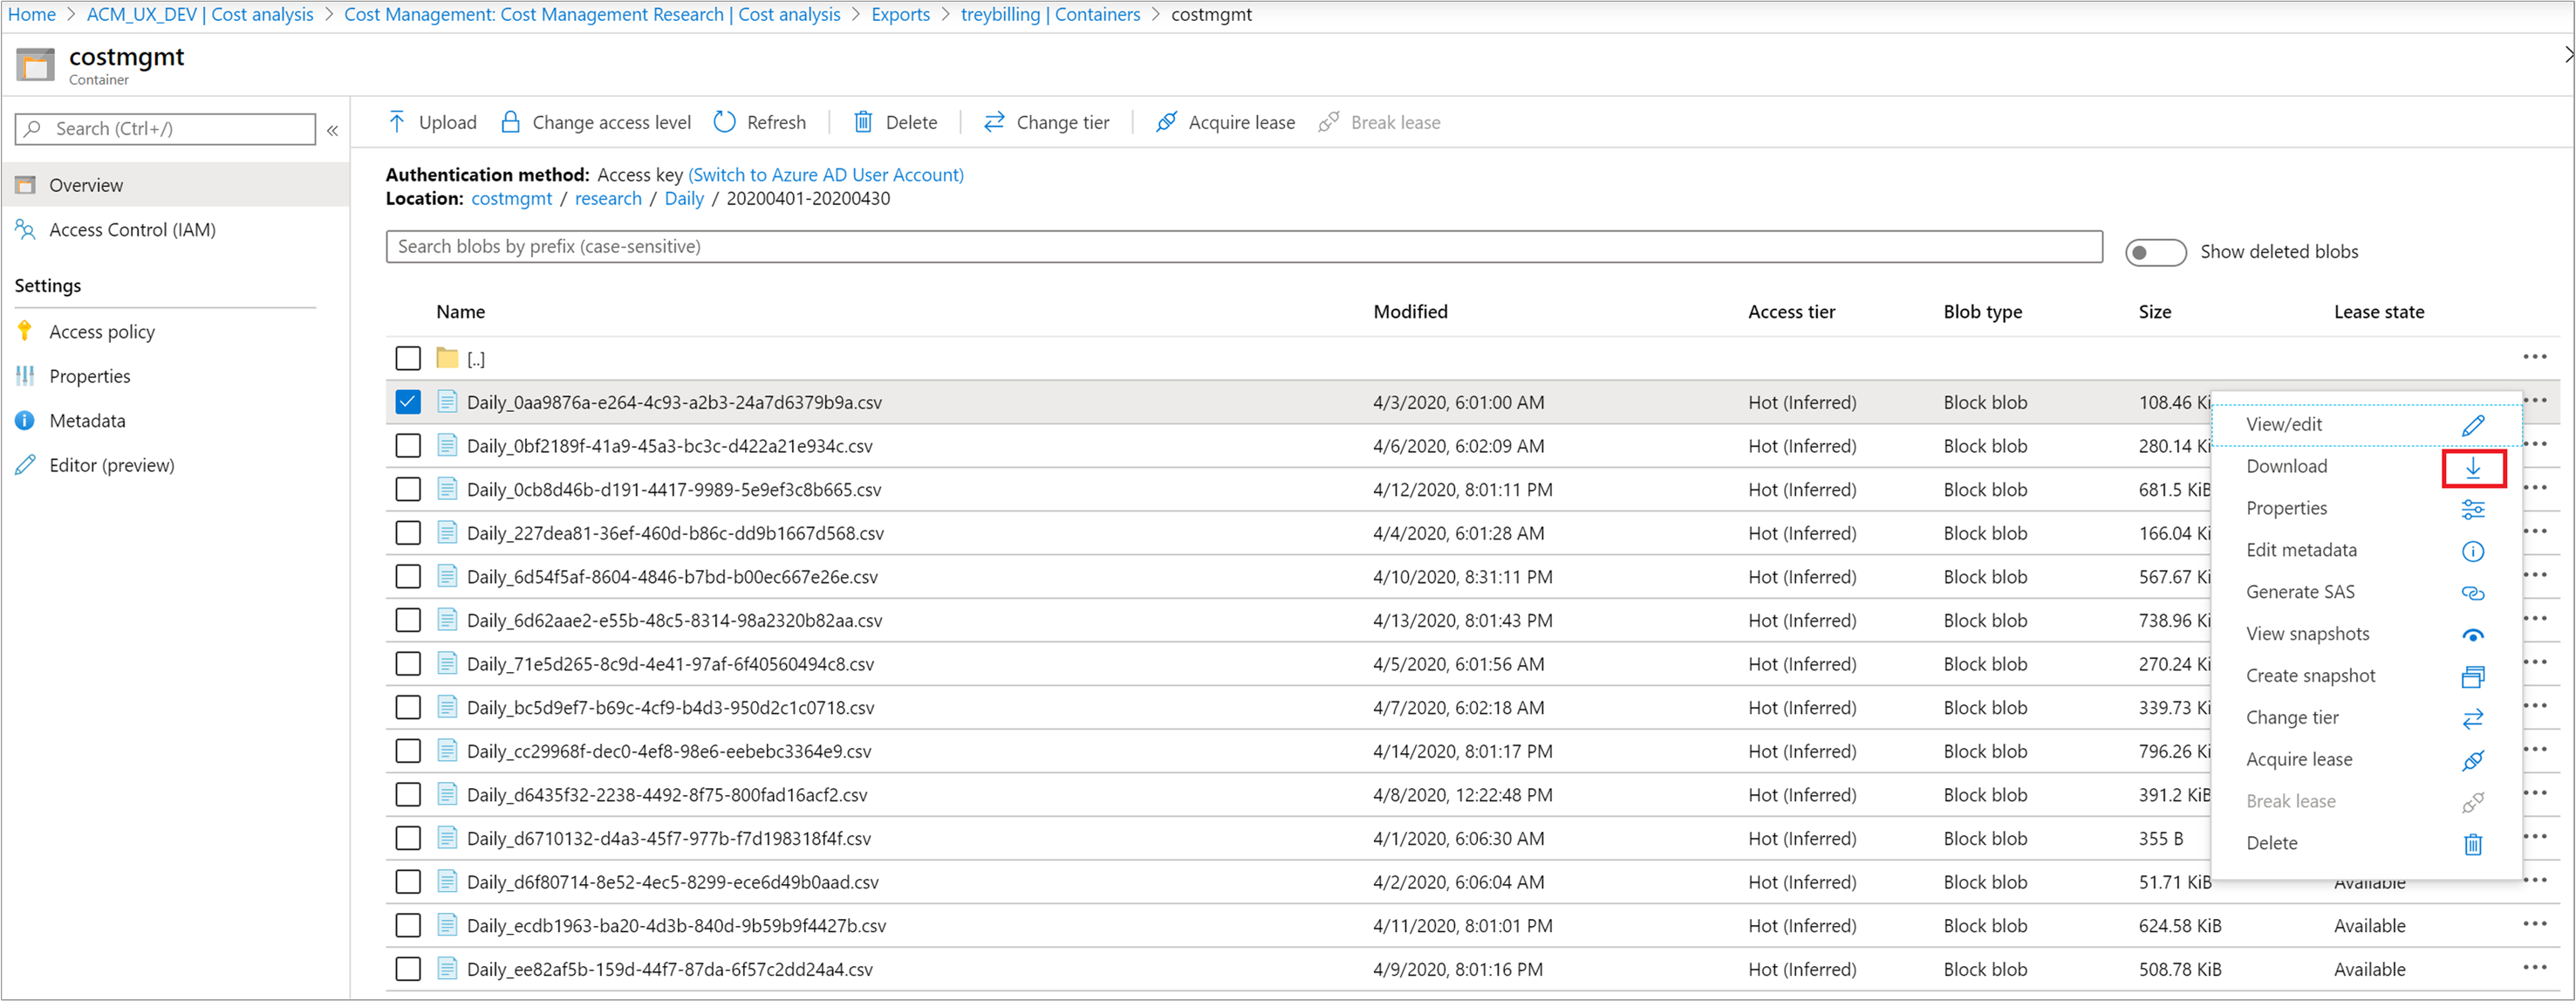 Home > ACM_UX_DEV | Cost analysis > Cost Management: Cost Management Research | Cost analysis > Exports > treybilling | Containers > costmgmt
costmgmt
Container
Search (Ctrl+/)
Overview
Access Control (IAM)
Settings
Access policy
Properties
Metadata
Editor (preview)
Upload Change access level Refresh Delete Change tier Acquire lease Break lease
Authentication method: Access key (Switch to Azure AD User Account)
Location: costmgmt / research / Daily / 20200401-20200430
Search blobs by prefix (case-sensitive)
Show deleted blobs
Name Modified Access tier Blob type Size Lease state
[..]
Daily_0aa9876a-e264-4c93-a2b3-24a7d6379b9a.csv 4/3/2020, 6:01:00 AM Hot (Inferred) Block blob 108.46 Ki
Daily_0bf2189f-41a9-45a3-bc3c-d422a21e934c.csv 4/6/2020, 6:02:09 AM Hot (Inferred) Block blob 280.14 Ki
Daily_0cb8d46b-d191-4417-9989-5e9ef3c8b665.csv 4/12/2020, 8:01:11 PM Hot (Inferred) Block blob 681.5 KiB
Daily_227dea81-36ef-460d-b86c-dd9b1667d568.csv 4/4/2020, 6:01:28 AM Hot (Inferred) Block blob 166.04 Ki
Daily_6d54f5af-8604-4846-b7bd-b00ec667e26e.csv 4/10/2020, 8:31:11 PM Hot (Inferred) Block blob 567.67 Ki
Daily_6d62aae2-e55b-48c5-8314-98a2320b82aa.csv 4/13/2020, 8:01:43 PM Hot (Inferred) Block blob 738.96 Ki
Daily_71e5d265-8c9d-4e41-97af-6f40560494c8.csv 4/5/2020, 6:01:56 AM Hot (Inferred) Block blob 270.24 Ki
Daily_bc5d9ef7-b69c-4cf9-b4d3-950d2c1c0718.csv 4/7/2020, 6:02:18 AM Hot (Inferred) Block blob 339.73 Ki
Daily_cc29968f-dec0-4ef8-98e6-eebebc3364e9.csv 4/14/2020, 8:01:17 PM Hot (Inferred) Block blob 796.26 Ki
Daily_d6435f32-2238-4492-8f75-800fad16acf2.csv 4/8/2020, 12:22:48 PM Hot (Inferred) Block blob 391.2 KiB
Daily_d6710132-d4a3-45f7-977b-f7d198318f4f.csv 4/1/2020, 6:06:30 AM Hot (Inferred) Block blob 355 B
Daily_d6f80714-8e52-4ec5-8299-ece6d49b0aad.csv 4/2/2020, 6:06:04 AM Hot (Inferred) Block blob 51.71 KiB Available
Daily_ecdb1963-ba20-4d3b-840d-9b59b9f4427b.csv 4/11/2020, 8:01:01 PM Hot (Inferred) Block blob 624.58 KiB Available
Daily_ee82af5b-159d-44f7-87da-6f57c2dd24a4.csv 4/9/2020, 8:01:16 PM Hot (Inferred) Block blob 508.78 KiB Available
View/edit
Download
Properties
Edit metadata
Generate SAS
View snapshots
Create snapshot
Change tier
Acquire lease
Break lease
Delete